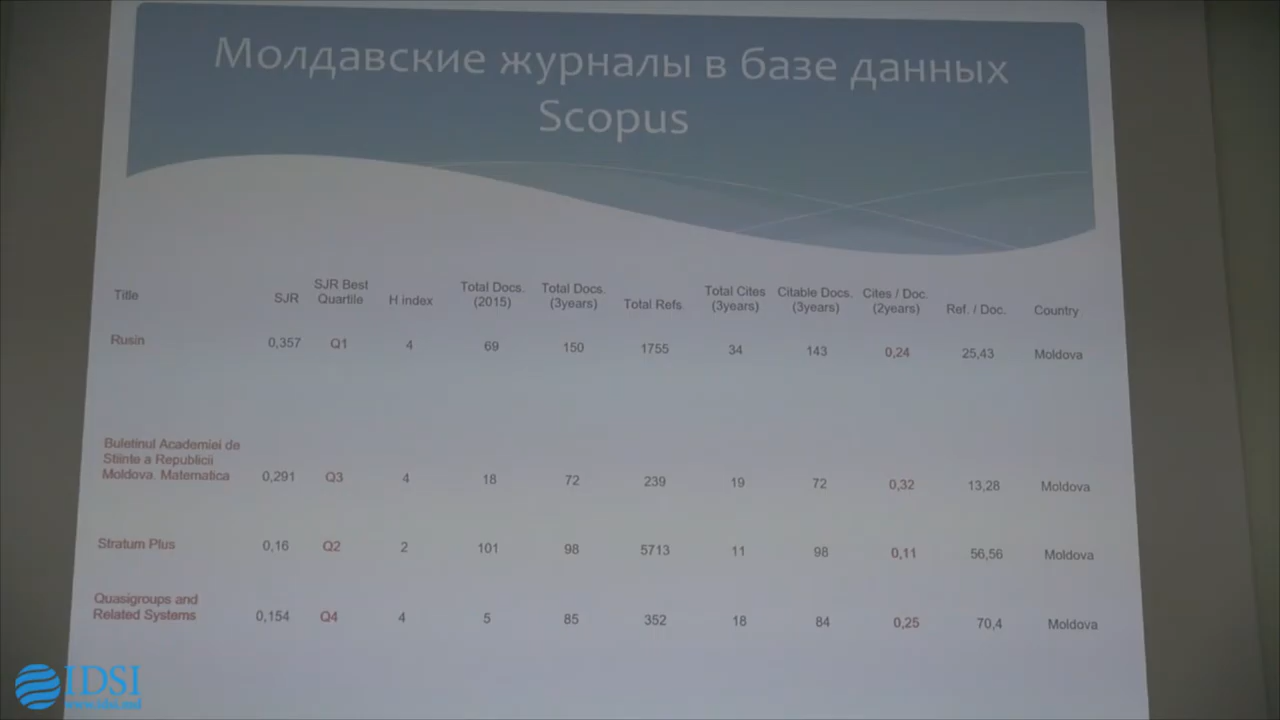 Молдавские журналы в базе данных
Scopus
Title SJR SJR Best Quartile H index Total Docs. (2015) Total Docs. (3years) Total Refs. Total Cites (3years) Citable Docs. (3years) Cites / Doc. (2years) Ref. / Doc. Country
Rusin 0,357 Q1 4 69 150 1755 34 143 0,24 25,43 Moldova
Buletinul Academiei de
Stiinte a Republicii
Moldova. Matematica 0,291 Q3 4 18 72 239 19 72 0,32 13,28 Moldova
Stratum Plus 0,16 Q2 2 101 98 5713 11 98 0,11 56,56 Moldova
Quasigroups and
Related Systems 0,154 Q4 4 5 85 352 18 84 0,25 70,4 Moldova
IDSI
www.idsi.md